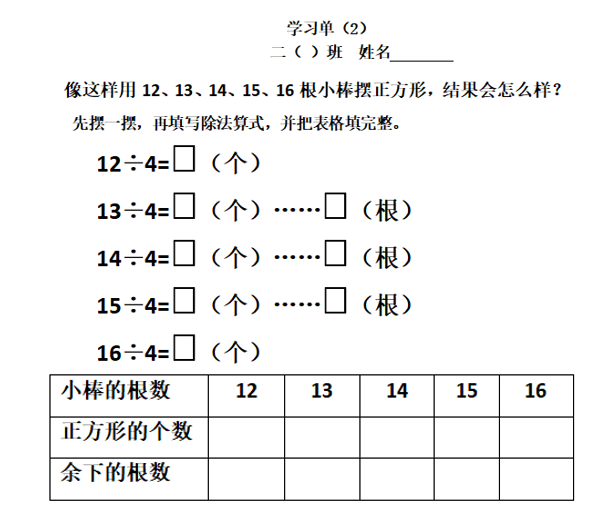 学习单（2）
二（ ）班 姓名_______
像这样用 12、13、14、15、16 根小棒摆正方形，结果会怎么样？
先摆一摆，再填写除法算式，并把表格填完整。
12÷4=□（个）
13÷4=□（个）……□（根）
14÷4=□（个）……□（根）
15÷4=□（个）……□（根）
16÷4=□（个）
小棒的根数 12 13 14 15 16
正方形的个数
余下的根数